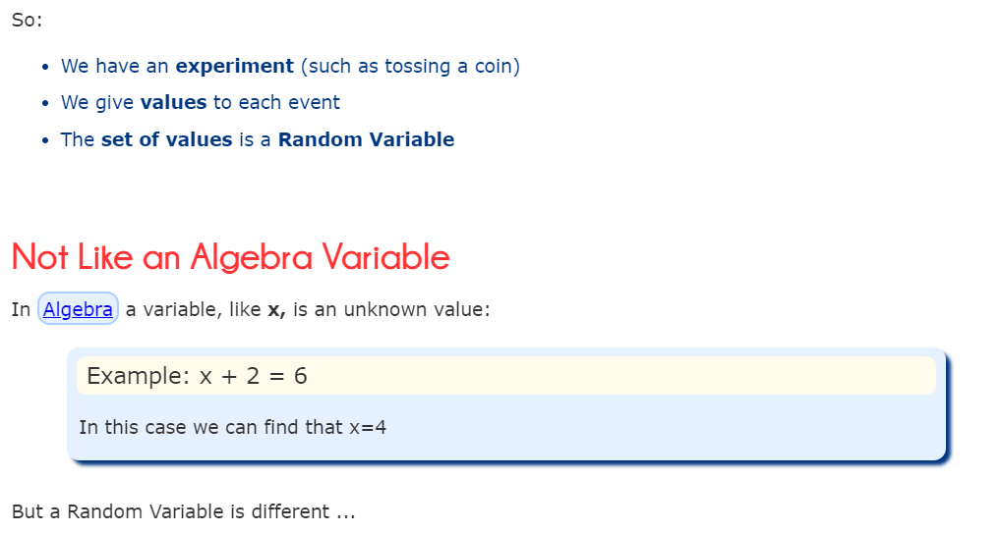 So:
• We have an experiment (such as tossing a coin)
• We give values to each event
• The set of values is a Random Variable
Not Like an Algebra Variable
In Algebra a variable, like x, is an unknown value:
Example: x + 2 = 6
In this case we can find that x=4
But a Random Variable is different ...